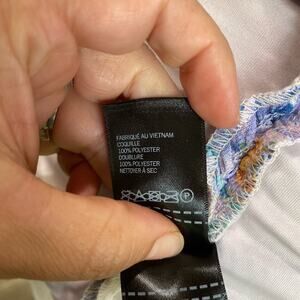 FABRIQUÉ AU VIETNAM
COQUILLE
100% POLYESTER
DOUBLURE
100% POLYESTER
NETTOYER À SEC
P